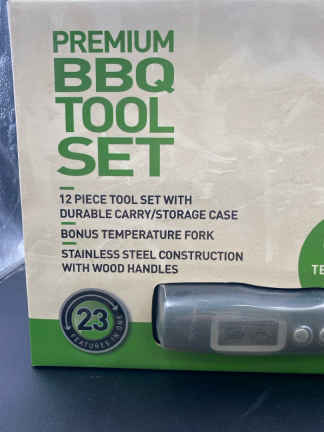 PREMIUM
BBQ
TOOL
SET
12 PIECE TOOL SET WITH
DURABLE CARRY/STORAGE CASE
BONUS TEMPERATURE FORK
STAINLESS STEEL CONSTRUCTION
WITH WOOD HANDLES
TE
23
FEATURES IN ONE